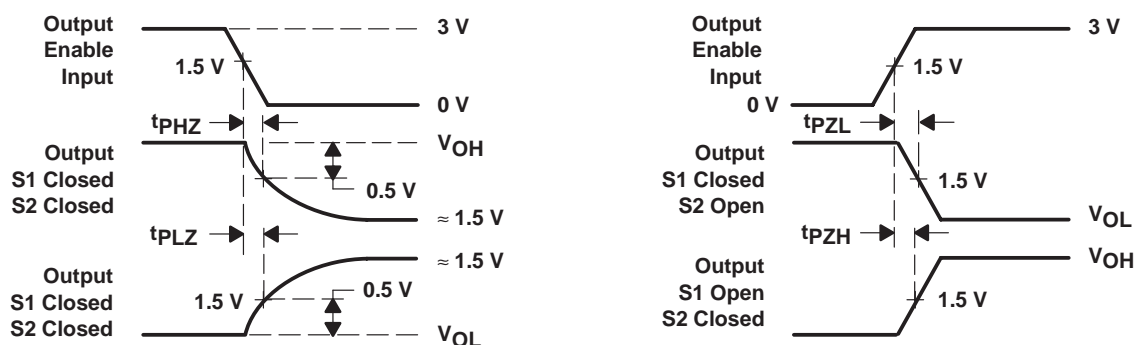 Output
Enable
Input
3 V
1.5 V
0 V
tPHZ
Output
S1 Closed
S2 Closed
VOH
0.5 V
≈ 1.5 V
tPLZ
Output
S1 Closed
S2 Closed
≈ 1.5 V
1.5 V
0.5 V
VOL
Output
Enable
Input
3 V
1.5 V
0 V
tPZL
Output
S1 Closed
S2 Open
1.5 V
VOL
tPZH
Output
S1 Open
S2 Closed
VOH
1.5 V